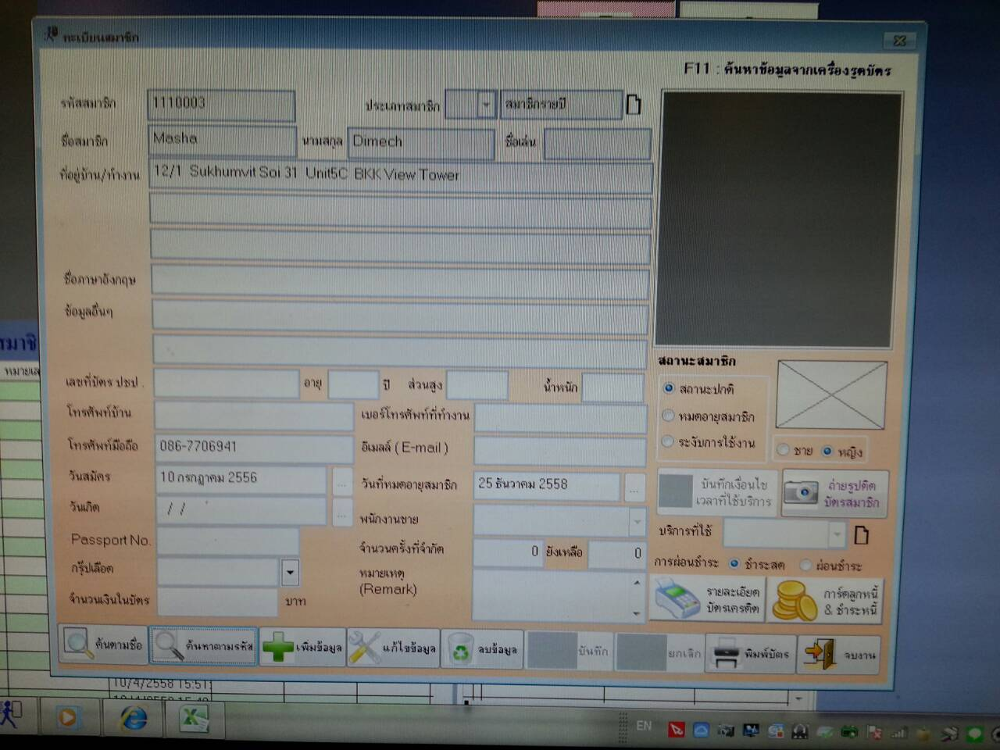 ทะเบียนสมาชิก
F11 : ค้นหาข้อมูลจากเครื่องรูดบัตร
รหัสสมาชิก 1110003 ประเภทสมาชิก สมาชิกรายปี
ชื่อสมาชิก Masha นามสกุล Dimech ชื่อเล่น
ที่อยู่บ้าน/ทำงาน 12/1 Sukhumvit Soi 31 Unit5C BKK View Tower
ชื่อภาษาอังกฤษ
ข้อมูลอื่นๆ
สมาชิ
หมายเล
สถานะสมาชิก
เลขที่บัตร ปชป. อายุ ปี ส่วนสูง น้ำหนัก
สถานะปกติ
โทรศัพท์บ้าน เบอร์โทรศัพท์ที่ทำงาน
หมดอายุสมาชิก
โทรศัพท์มือถือ 086-7706941 อีเมลล์ ( E-mail )
ระงับการใช้งาน ชาย หญิง
วันสมัคร 10 กรกฎาคม 2556 ... วันที่หมดอายุสมาชิก 25 ธันวาคม 2558 ...
บันทึกเงื่อนไข
เวลาที่ใช้บริการ
ถ่ายรูปติด
บัตรสมาชิก
วันเกิด / / ... พนักงานขาย
บริการที่ใช้
Passport No. จำนวนครั้งที่จำกัด 0 ยังเหลือ 0
การผ่อนชำระ ชำระสด ผ่อนชำระ
กรุ๊ปเลือด หมายเหตุ
(Remark)
รายละเอียด
บัตรเครดิต
การ์ดลูกหนี้
& ชำระหนี้
จำนวนเงินในบัตร บาท
ค้นตามชื่อ ค้นหาตามรหัส เพิ่มข้อมูล แก้ไขข้อมูล ลบข้อมูล บันทึก ยกเลิก พิมพ์บัตร จบงาน
10/4/2558 15:51:
EN